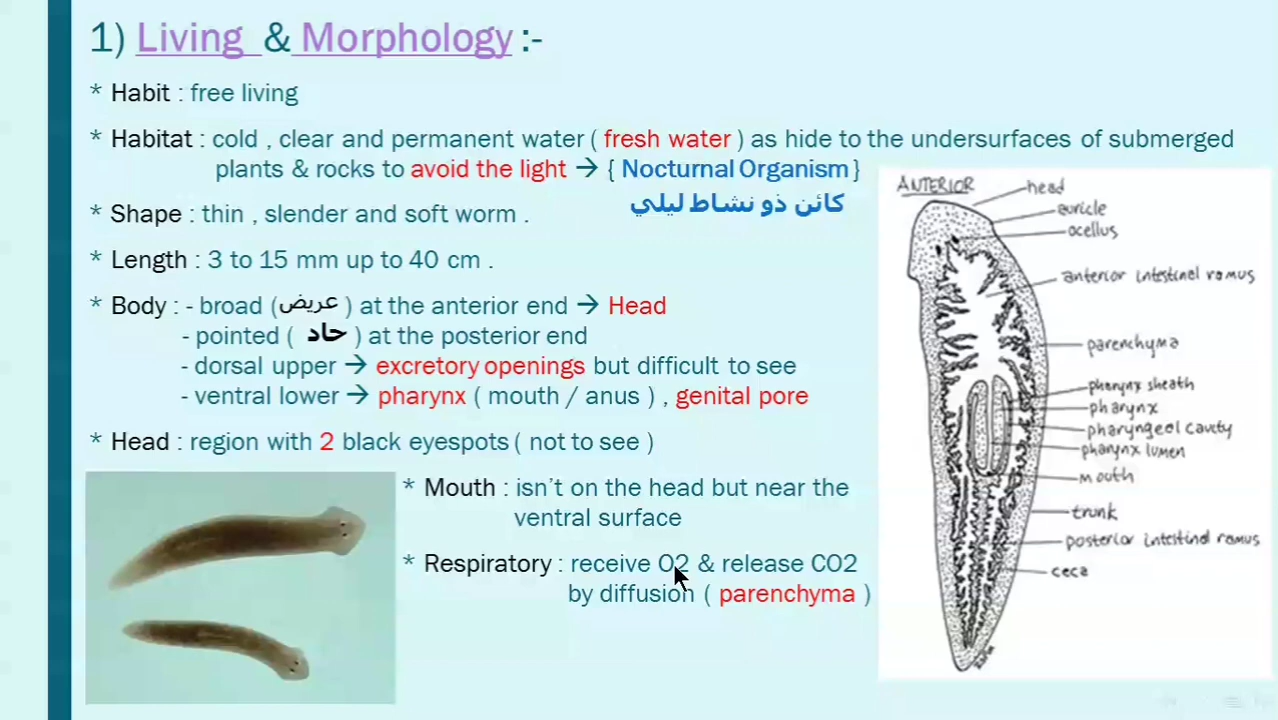 1) Living & Morphology :-
* Habit : free living
* Habitat : cold , clear and permanent water ( fresh water ) as hide to the undersurfaces of submerged
plants & rocks to avoid the light → { Nocturnal Organism }
كائن ذو نشاط ليلي
* Shape : thin , slender and soft worm .
* Length : 3 to 15 mm up to 40 cm .
* Body : - broad (عريض ) at the anterior end → Head
- pointed ( حاد ) at the posterior end
- dorsal upper → excretory openings but difficult to see
- ventral lower → pharynx ( mouth / anus ) , genital pore
* Head : region with 2 black eyespots ( not to see )
* Mouth : isn't on the head but near the
ventral surface
* Respiratory : receive O2 & release CO2
by diffusion ( parenchyma )
ANTERIOR
head
auricle
ocellus
anterior intestinal ramus
parenchyma
pharynx sheath
pharynx
pharyngeal cavity
pharynx lumen
mouth
trunk
posterior intestinal ramus
ceca